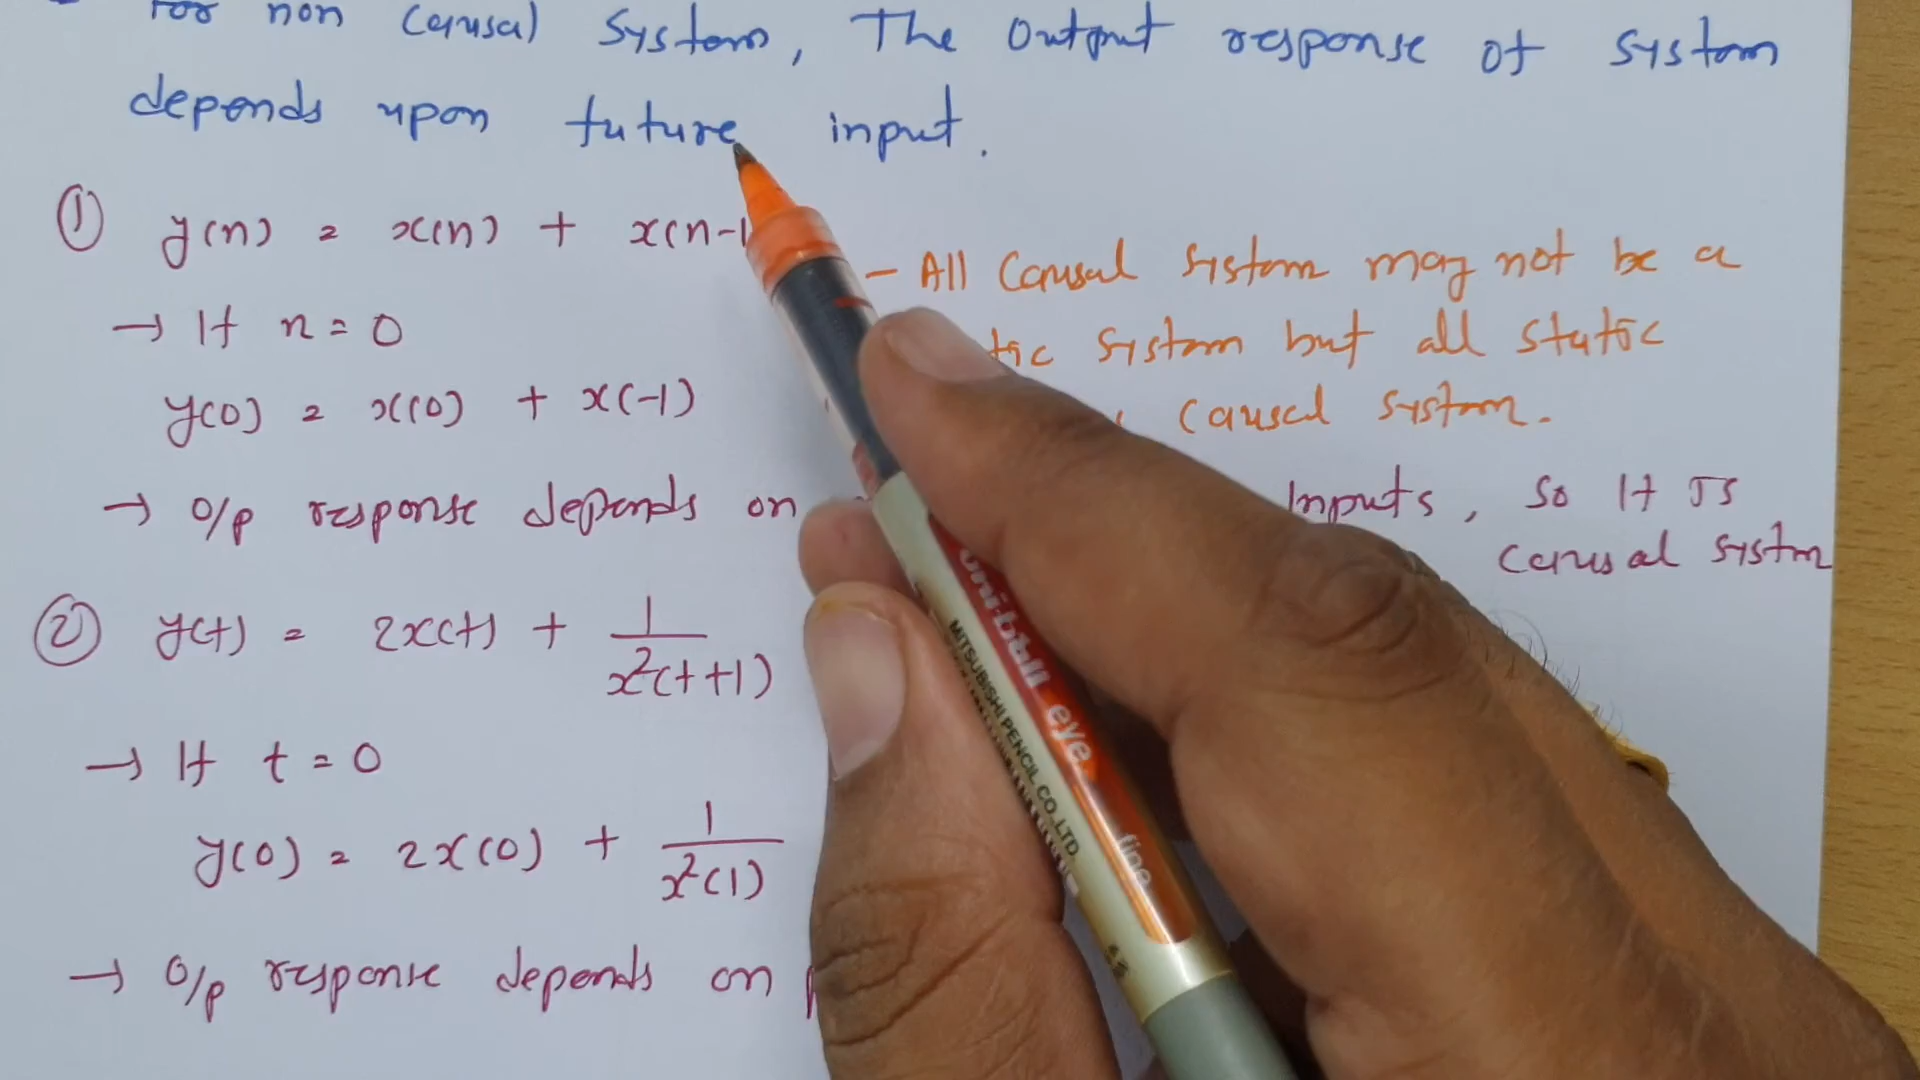 For non causal system, The output response of system
depends upon future input.
① y(n) = x(n) + x(n-1
→ If n = 0
y(0) = x(0) + x(-1)
→ o/p response depends on
- All causal system may not be a
tic system but all static
causal system.
Inputs, so It is
causal system
② y(t) = 2x(t) + 1/x²(t+1)
→ If t = 0
y(0) = 2x(0) + 1/x²(1)
→ o/p response depends on
uni-ball eye
fine
MITSUBISHI PENCIL CO., LTD.